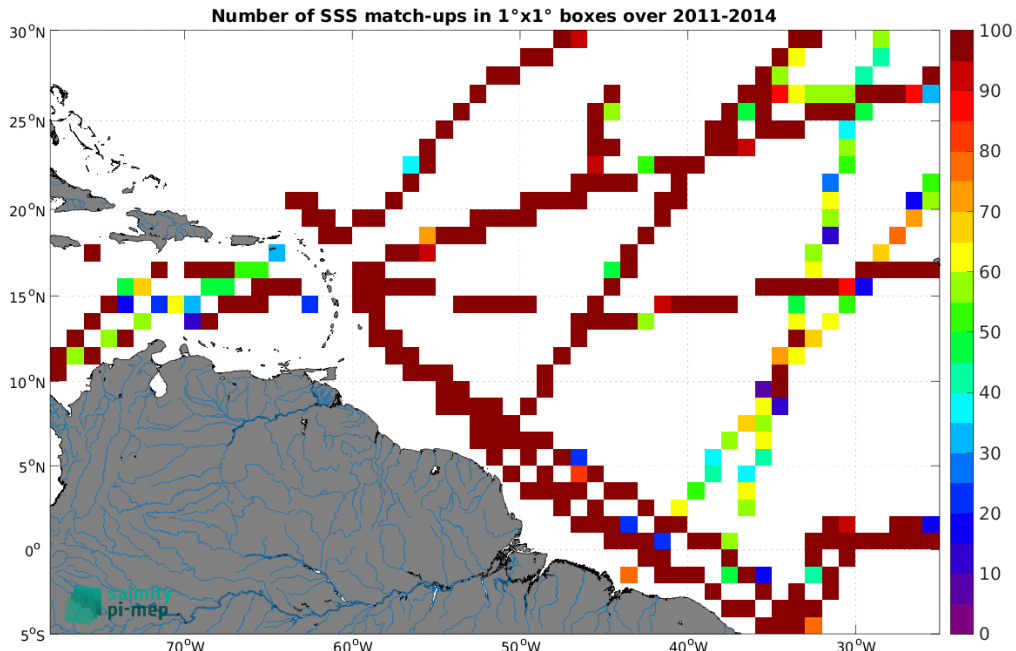 Number of SSS match-ups in 1°x1° boxes over 2011-2014
30°N
25°N
20°N
15°N
10°N
5°N
0°
5°S
70°W
60°W
50°W
40°W
30°W
100
90
80
70
60
50
40
30
20
10
0
salinity
pi-mep